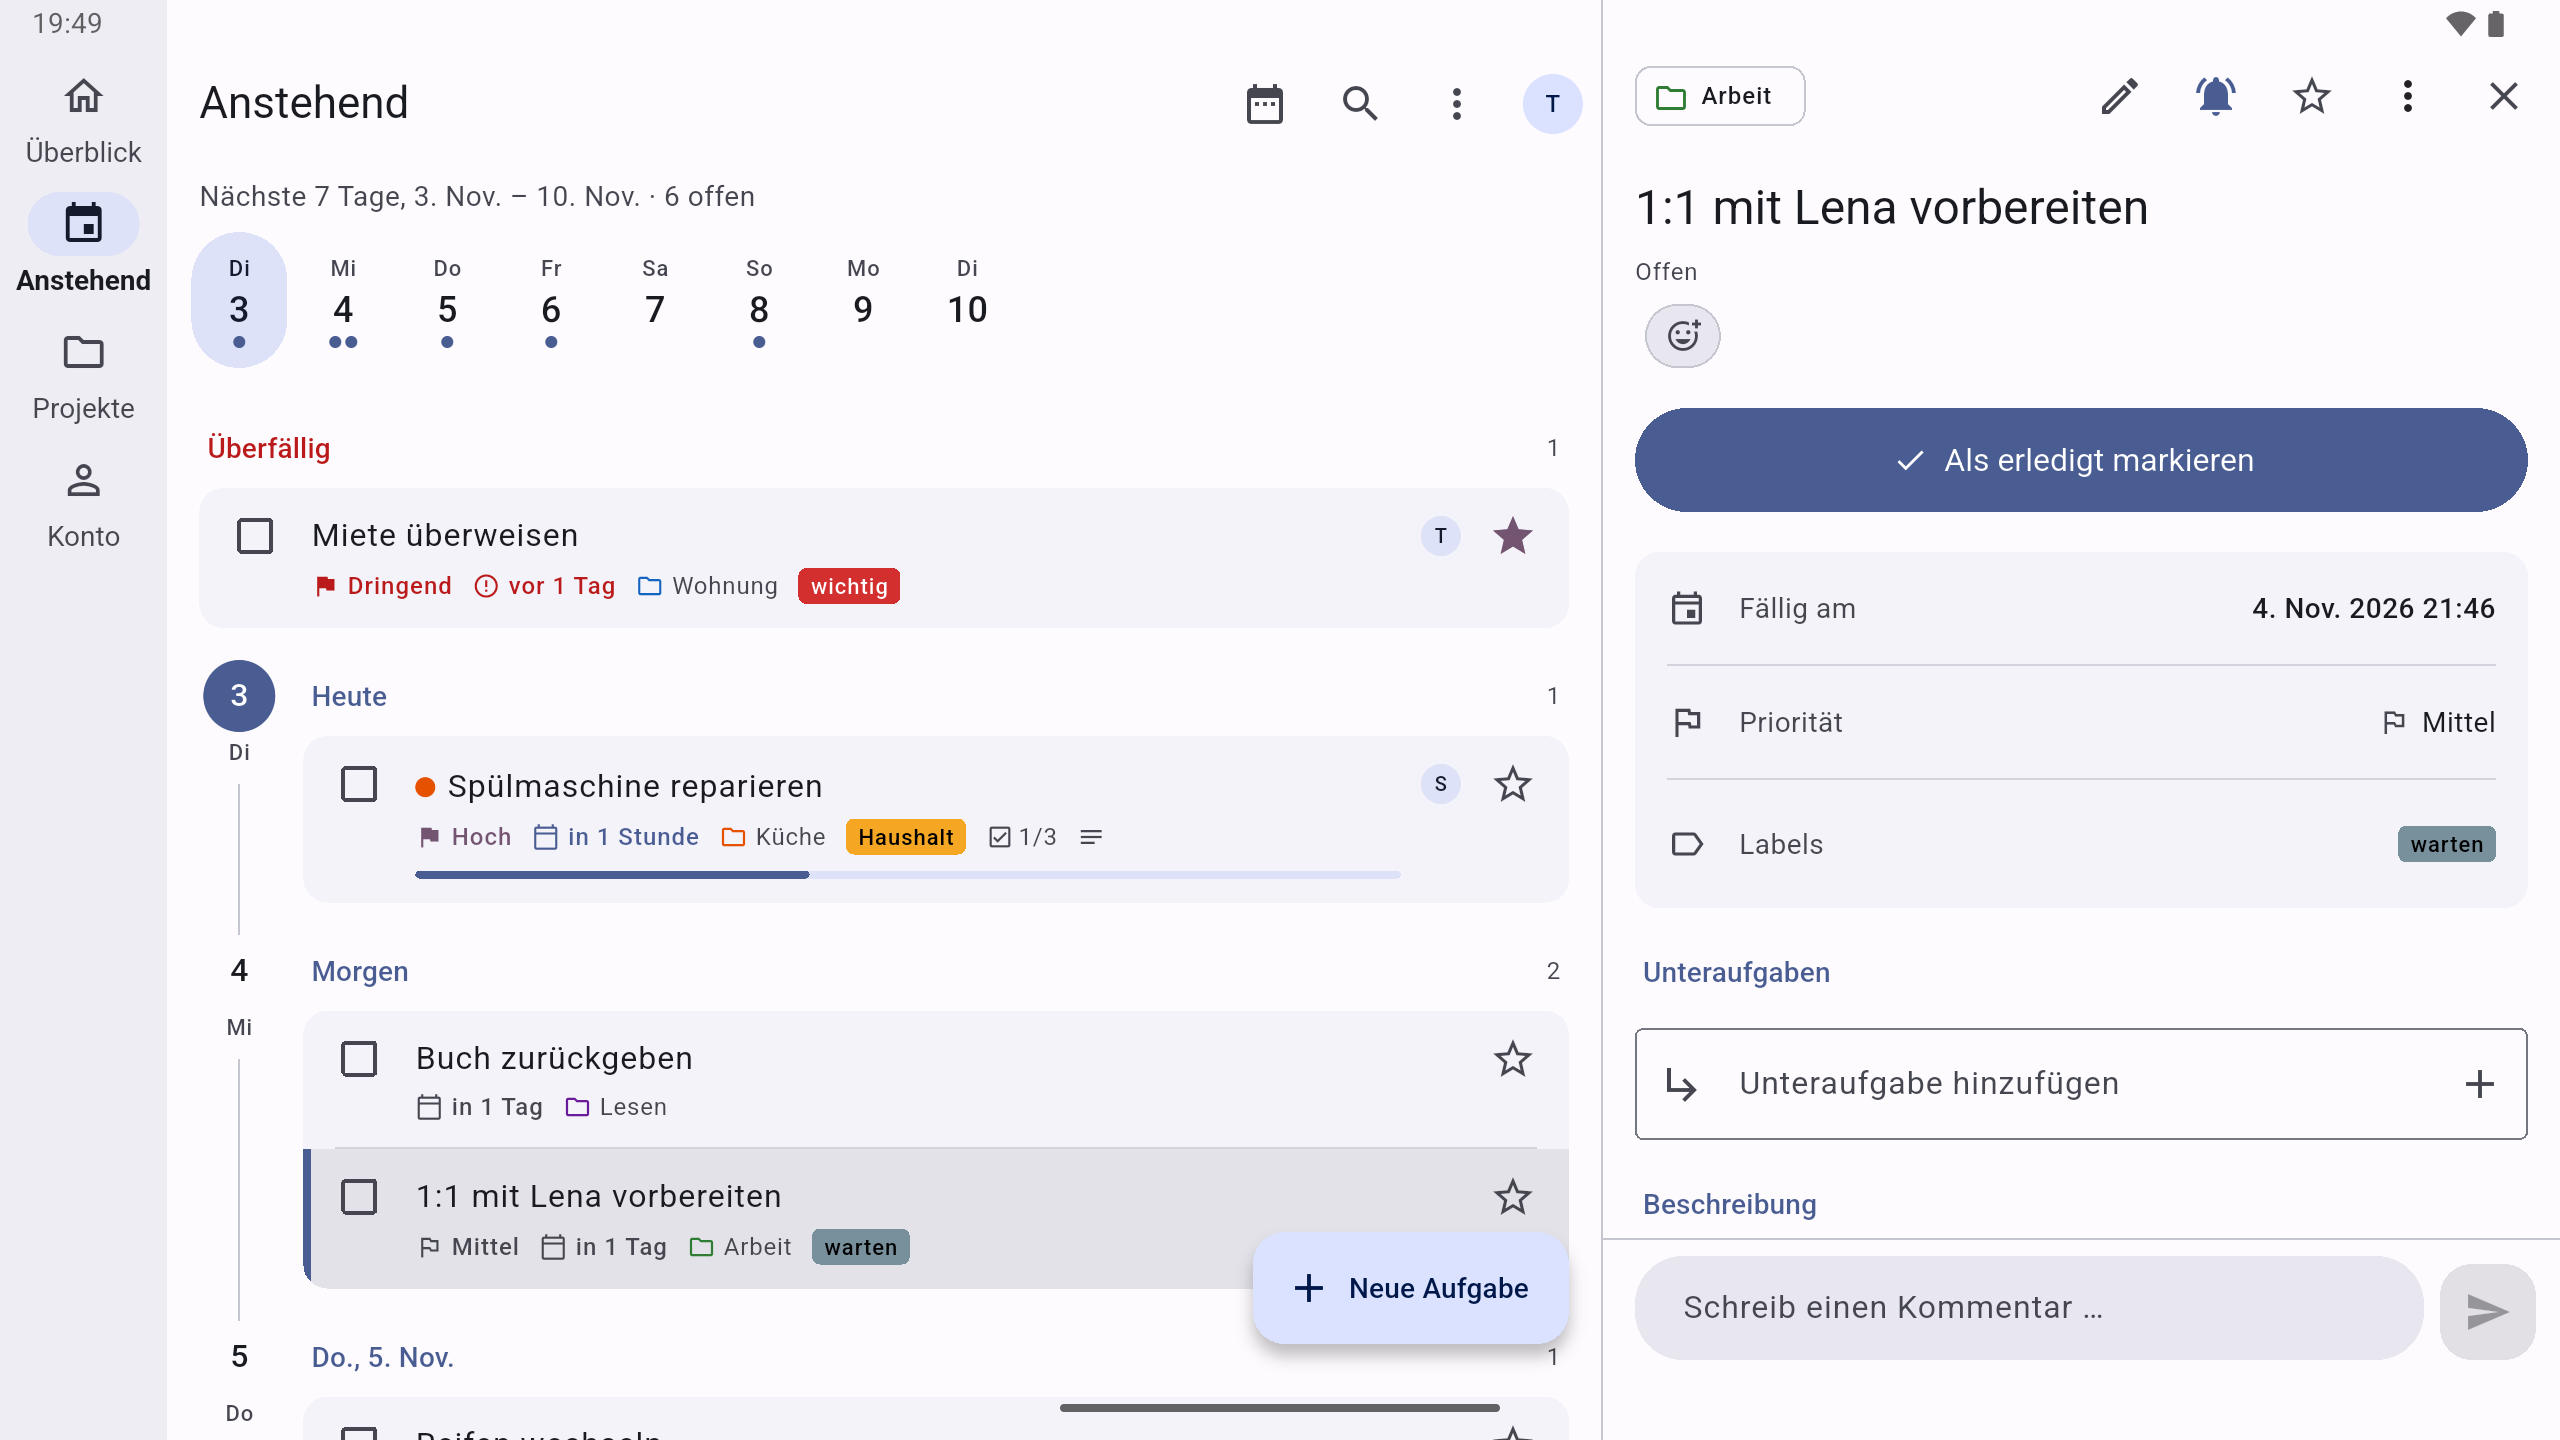 19:49
Überblick
Anstehend
Projekte
Konto
Anstehend
T
Nächste 7 Tage, 3. Nov. – 10. Nov. · 6 offen
Di Mi Do Fr Sa So Mo Di
3 4 5 6 7 8 9 10
Überfällig 1
Miete überweisen T
Dringend vor 1 Tag Wohnung wichtig
3 Heute 1
Di
Spülmaschine reparieren S
Hoch in 1 Stunde Küche Haushalt 1/3
4 Morgen 2
Mi
Buch zurückgeben
in 1 Tag Lesen
1:1 mit Lena vorbereiten
Mittel in 1 Tag Arbeit warten
Neue Aufgabe
5 Do., 5. Nov. 1
Do
Reifen wechseln
Arbeit
1:1 mit Lena vorbereiten
Offen
Als erledigt markieren
Fällig am 4. Nov. 2026 21:46
Priorität Mittel
Labels warten
Unteraufgaben
Unteraufgabe hinzufügen
Beschreibung
Schreib einen Kommentar …